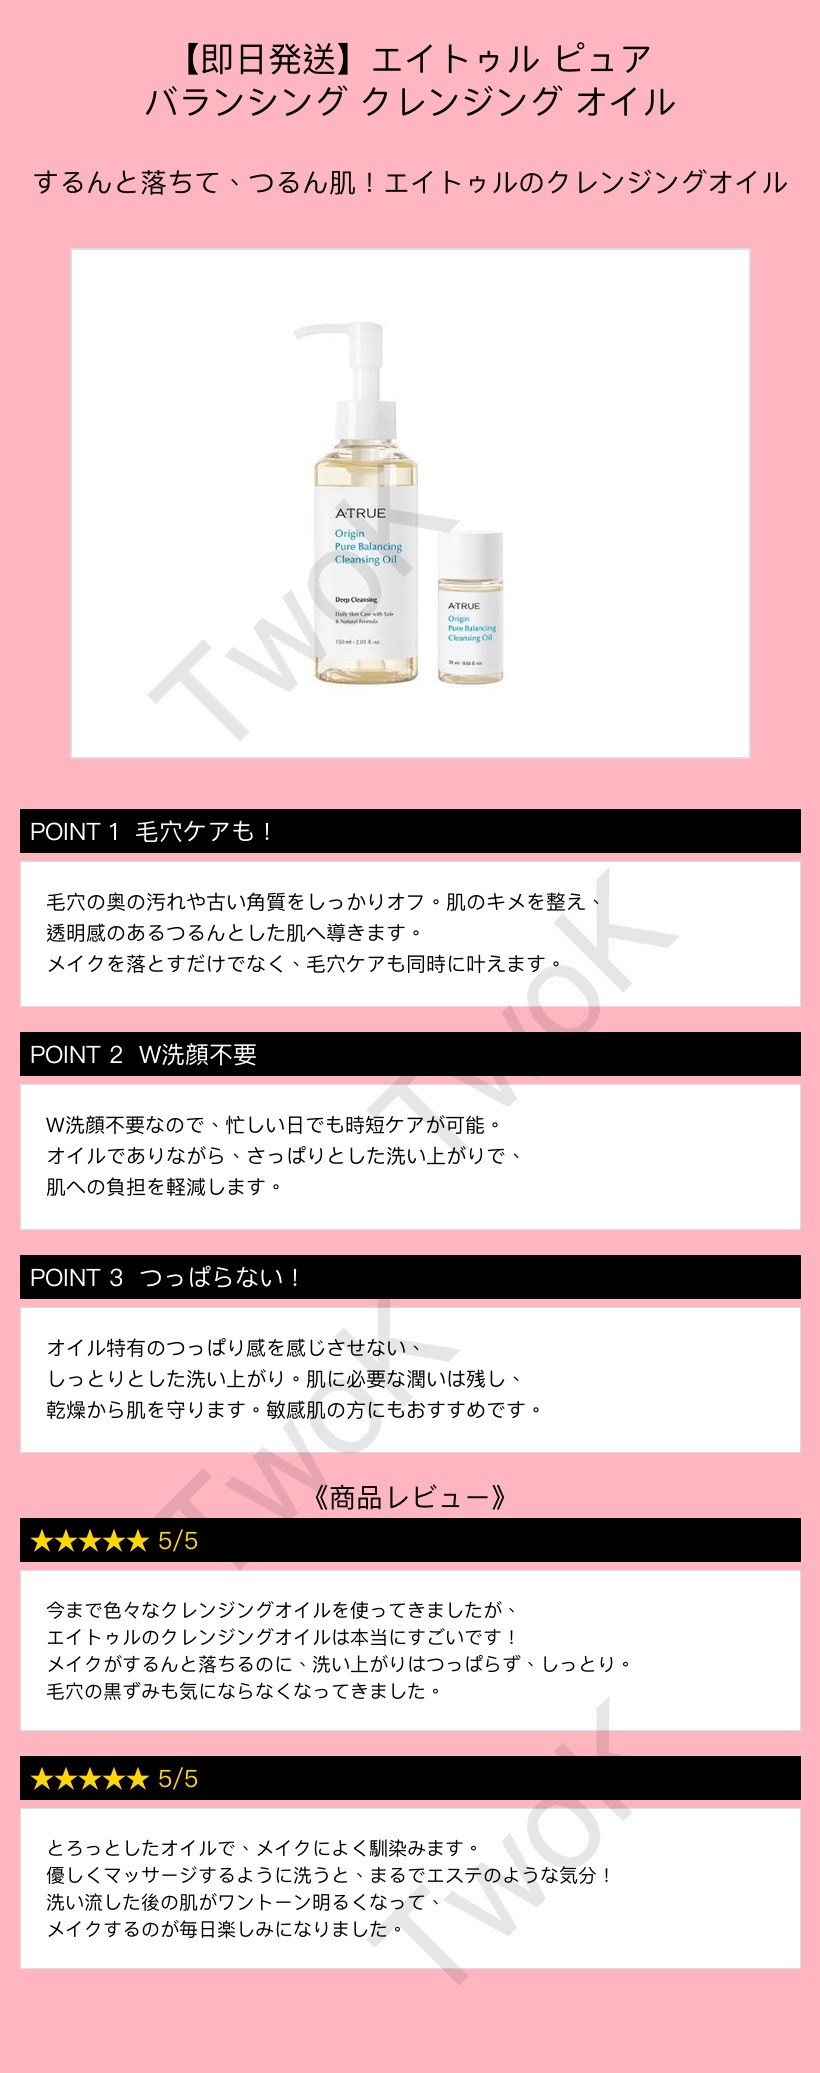 【即日発送】エイトゥル ピュア
バランシング クレンジング オイル
するんと落ちて、つるん肌！エイトゥルのクレンジングオイル
A·TRUE
Origin
Pure Balancing
Cleansing Oil
Deep Cleansing
Daily Skin Care with Safe
& Natural Formula
150 ml - 2.03 fl. oz.
A·TRUE
Origin
Pure Balancing
Cleansing Oil
TwoK
POINT 1 毛穴ケアも！
毛穴の奥の汚れや古い角質をしっかりオフ。肌のキメを整え、
透明感のあるつるんとした肌へ導きます。
メイクを落とすだけでなく、毛穴ケアも同時に叶えます。
TwoK
POINT 2 W洗顔不要
W洗顔不要なので、忙しい日でも時短ケアが可能。
オイルでありながら、さっぱりとした洗い上がりで、
肌への負担を軽減します。
POINT 3 つっぱらない！
オイル特有のつっぱり感を感じさせない、
しっとりとした洗い上がり。肌に必要な潤いは残し、
乾燥から肌を守ります。敏感肌の方にもおすすめです。
TwoK
《商品レビュー》
★★★★★ 5/5
今まで色々なクレンジングオイルを使ってきましたが、
エイトゥルのクレンジングオイルは本当にすごいです！
メイクがするんと落ちるのに、洗い上がりはつっぱらず、しっとり。
毛穴の黒ずみも気にならなくなってきました。
★★★★★ 5/5
とろっとしたオイルで、メイクによく馴染みます。
優しくマッサージするように洗うと、まるでエステのような気分！
洗い流した後の肌がワントーン明るくなって、
メイクするのが毎日楽しみになりました。
TwoK